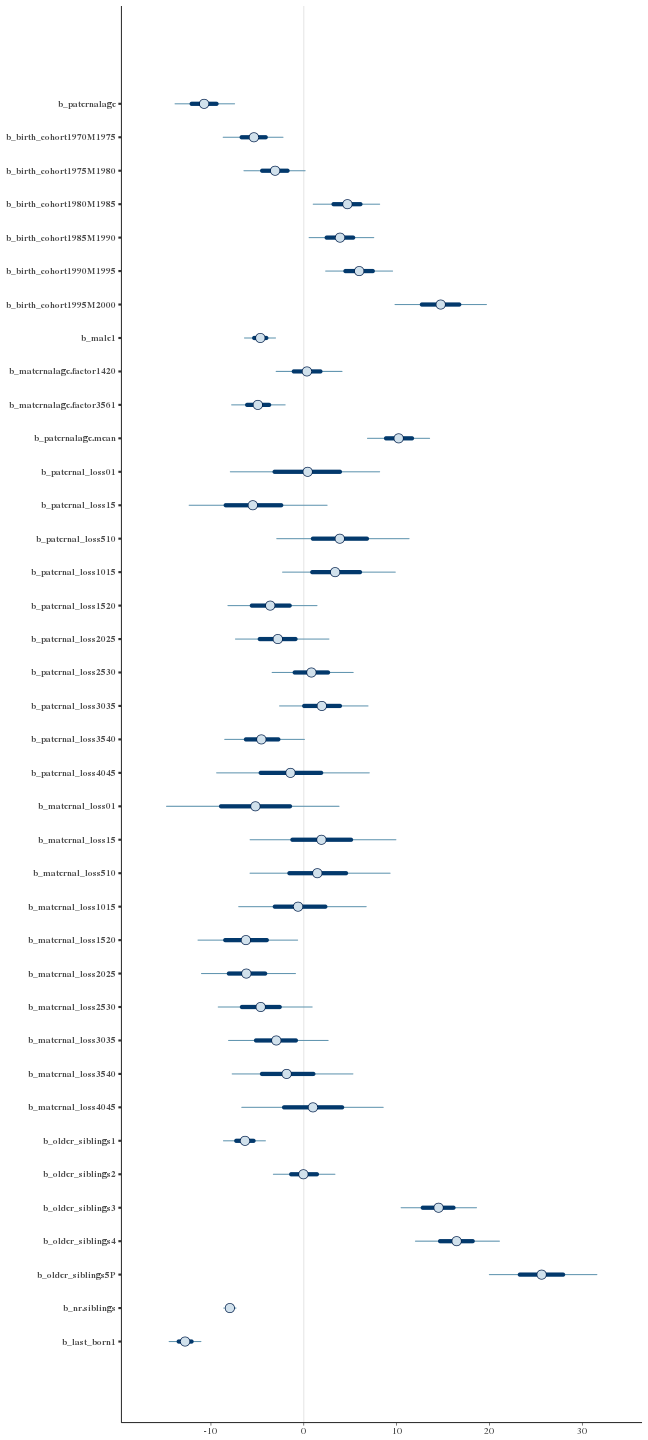 b_paternalage
b_birth_cohort1970M1975
b_birth_cohort1975M1980
b_birth_cohort1980M1985
b_birth_cohort1985M1990
b_birth_cohort1990M1995
b_birth_cohort1995M2000
b_male1
b_maternalage.factor1420
b_maternalage.factor3561
b_paternalage.mean
b_paternal_loss01
b_paternal_loss15
b_paternal_loss510
b_paternal_loss1015
b_paternal_loss1520
b_paternal_loss2025
b_paternal_loss2530
b_paternal_loss3035
b_paternal_loss3540
b_paternal_loss4045
b_maternal_loss01
b_maternal_loss15
b_maternal_loss510
b_maternal_loss1015
b_maternal_loss1520
b_maternal_loss2025
b_maternal_loss2530
b_maternal_loss3035
b_maternal_loss3540
b_maternal_loss4045
b_older_siblings1
b_older_siblings2
b_older_siblings3
b_older_siblings4
b_older_siblings5P
b_nr.siblings
b_last_born1
-10 0 10 20 30